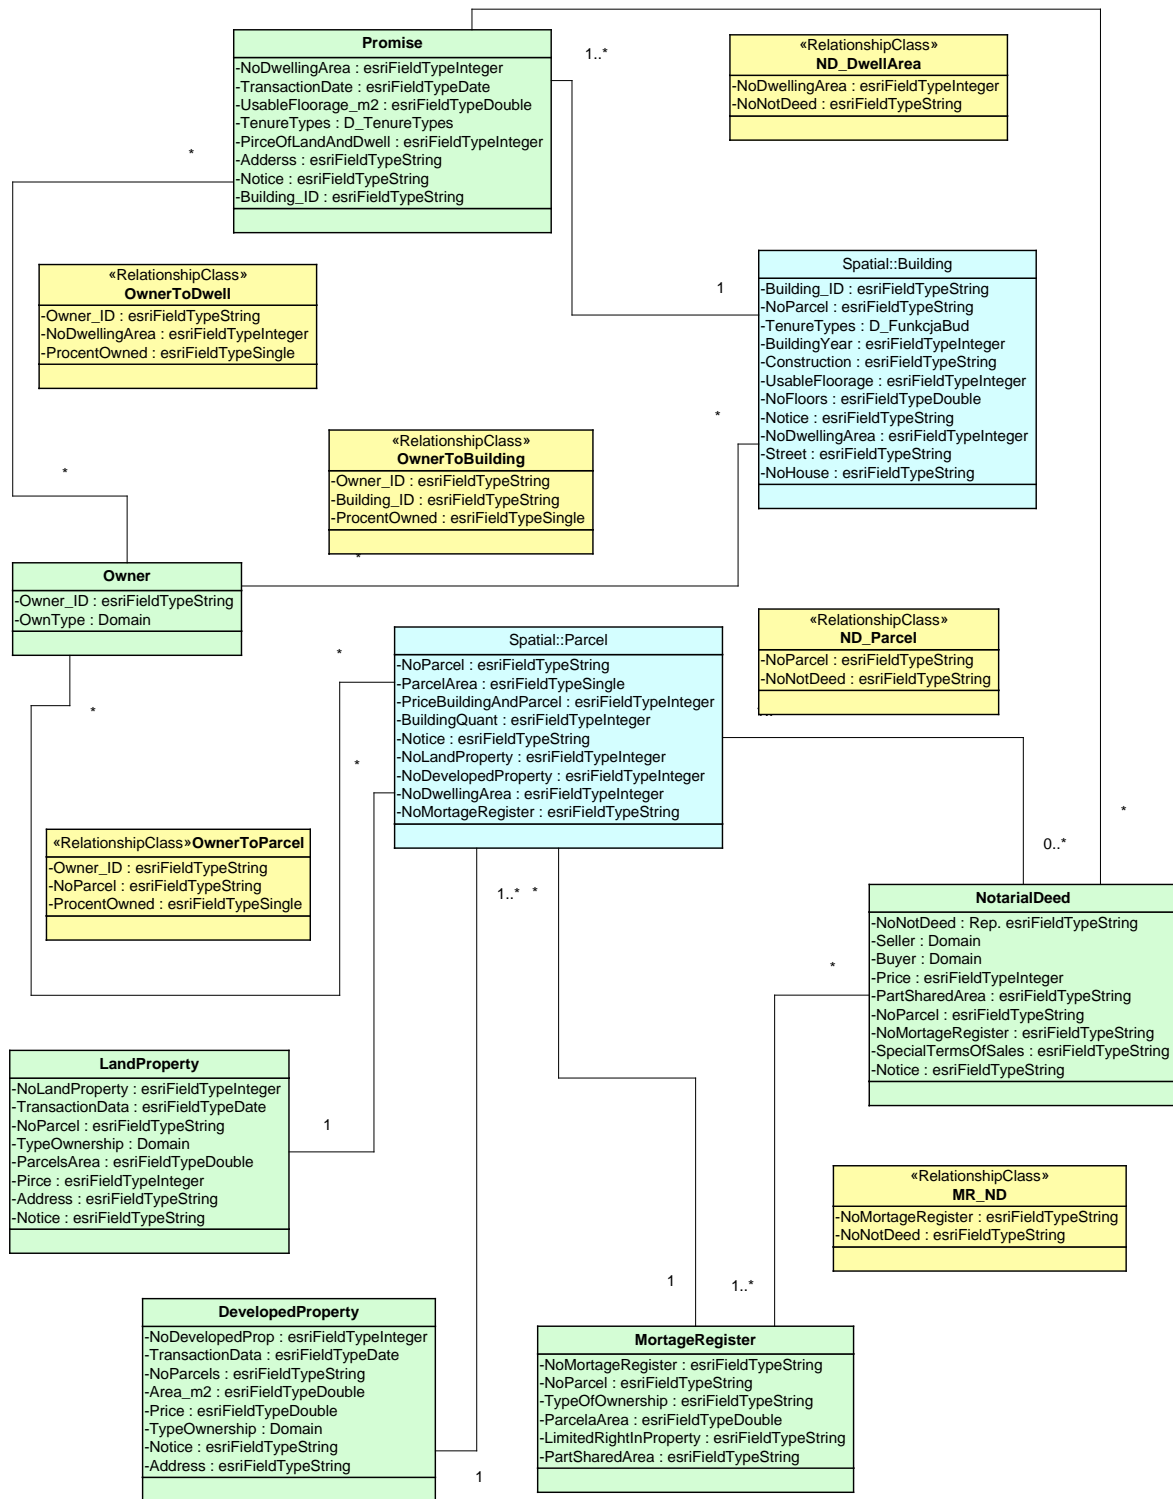 Promise
-NoDwellingArea : esriFieldTypeInteger
-TransactionDate : esriFieldTypeDate
-UsableFloorage_m2 : esriFieldTypeDouble
-TenureTypes : D_TenureTypes
-PirceOfLandAndDwell : esriFieldTypeInteger
-Adderss : esriFieldTypeString
-Notice : esriFieldTypeString
-Building_ID : esriFieldTypeString
1..*
«RelationshipClass»
ND_DwellArea
-NoDwellingArea : esriFieldTypeInteger
-NoNotDeed : esriFieldTypeString
*
«RelationshipClass»
OwnerToDwell
-Owner_ID : esriFieldTypeString
-NoDwellingArea : esriFieldTypeInteger
-ProcentOwned : esriFieldTypeSingle
1
Spatial::Building
-Building_ID : esriFieldTypeString
-NoParcel : esriFieldTypeString
-TenureTypes : D_FunkcjaBud
-BuildingYear : esriFieldTypeInteger
-Construction : esriFieldTypeString
-UsableFloorage : esriFieldTypeInteger
-NoFloors : esriFieldTypeDouble
-Notice : esriFieldTypeString
-NoDwellingArea : esriFieldTypeInteger
-Street : esriFieldTypeString
-NoHouse : esriFieldTypeString
*
*
«RelationshipClass»
OwnerToBuilding
-Owner_ID : esriFieldTypeString
-Building_ID : esriFieldTypeString
-ProcentOwned : esriFieldTypeSingle
*
Owner
-Owner_ID : esriFieldTypeString
-OwnType : Domain
*
*
Spatial::Parcel
-NoParcel : esriFieldTypeString
-ParcelArea : esriFieldTypeSingle
-PriceBuildingAndParcel : esriFieldTypeInteger
-BuildingQuant : esriFieldTypeInteger
-Notice : esriFieldTypeString
-NoLandProperty : esriFieldTypeInteger
-NoDevelopedProperty : esriFieldTypeInteger
-NoDwellingArea : esriFieldTypeInteger
-NoMortageRegister : esriFieldTypeString
*
«RelationshipClass»
ND_Parcel
-NoParcel : esriFieldTypeString
-NoNotDeed : esriFieldTypeString
*
0..*
«RelationshipClass»OwnerToParcel
-Owner_ID : esriFieldTypeString
-NoParcel : esriFieldTypeString
-ProcentOwned : esriFieldTypeSingle
1..*
*
NotarialDeed
-NoNotDeed : Rep. esriFieldTypeString
-Seller : Domain
-Buyer : Domain
-Price : esriFieldTypeInteger
-PartSharedArea : esriFieldTypeString
-NoParcel : esriFieldTypeString
-NoMortageRegister : esriFieldTypeString
-SpecialTermsOfSales : esriFieldTypeString
-Notice : esriFieldTypeString
*
LandProperty
-NoLandProperty : esriFieldTypeInteger
-TransactionData : esriFieldTypeDate
-NoParcel : esriFieldTypeString
-TypeOwnership : Domain
-ParcelsArea : esriFieldTypeDouble
-Pirce : esriFieldTypeInteger
-Address : esriFieldTypeString
-Notice : esriFieldTypeString
1
«RelationshipClass»
MR_ND
-NoMortageRegister : esriFieldTypeString
-NoNotDeed : esriFieldTypeString
1
1..*
DevelopedProperty
-NoDevelopedProp : esriFieldTypeInteger
-TransactionData : esriFieldTypeDate
-NoParcels : esriFieldTypeString
-Area_m2 : esriFieldTypeDouble
-Price : esriFieldTypeDouble
-TypeOwnership : Domain
-Notice : esriFieldTypeString
-Address : esriFieldTypeString
1
MortageRegister
-NoMortageRegister : esriFieldTypeString
-NoParcel : esriFieldTypeString
-TypeOfOwnership : esriFieldTypeString
-ParcelaArea : esriFieldTypeDouble
-LimitedRightInProperty : esriFieldTypeString
-PartSharedArea : esriFieldTypeString